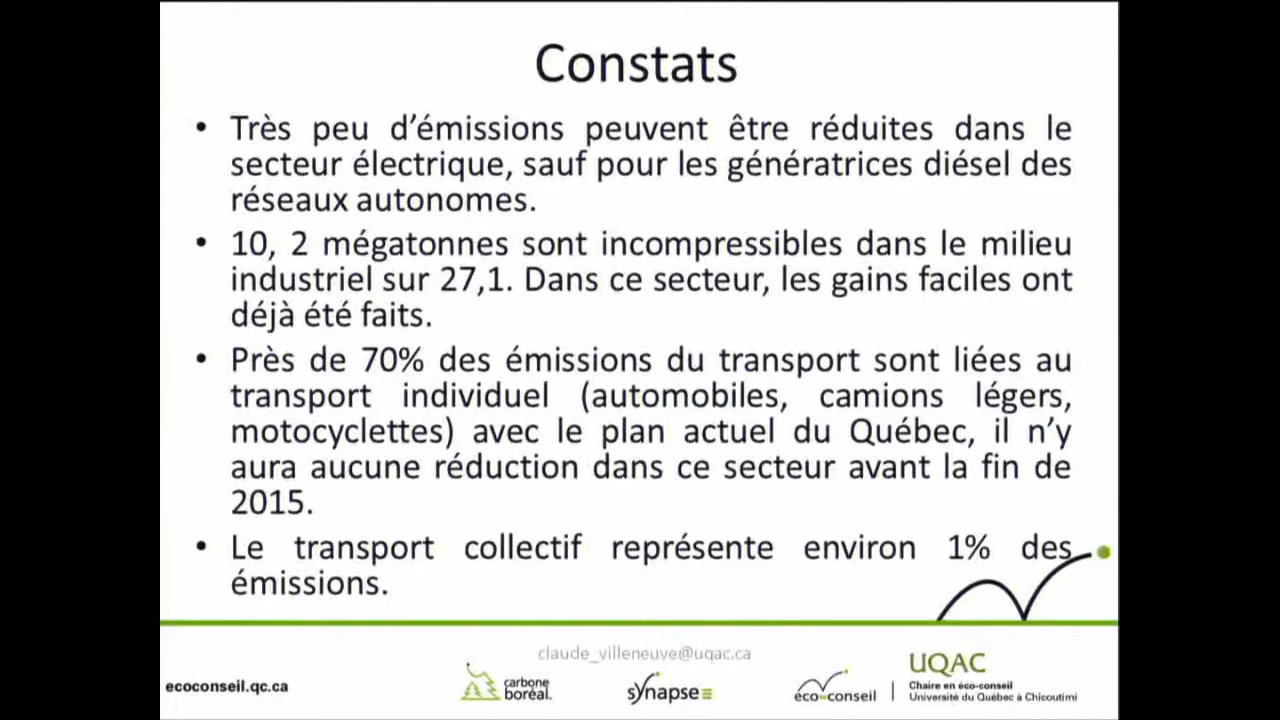 Constats
• Très peu d’émissions peuvent être réduites dans le
secteur électrique, sauf pour les génératrices diésel des
réseaux autonomes.
• 10, 2 mégatonnes sont incompressibles dans le milieu
industriel sur 27,1. Dans ce secteur, les gains faciles ont
déjà été faits.
• Près de 70% des émissions du transport sont liées au
transport individuel (automobiles, camions légers,
motocyclettes) avec le plan actuel du Québec, il n’y
aura aucune réduction dans ce secteur avant la fin de
2015.
• Le transport collectif représente environ 1% des
émissions.
claude_villeneuve@uqac.ca
ecoconseil.qc.ca
carbone
boréal.
synapse
éco-conseil
UQAC
Chaire en éco-conseil
Université du Québec à Chicoutimi